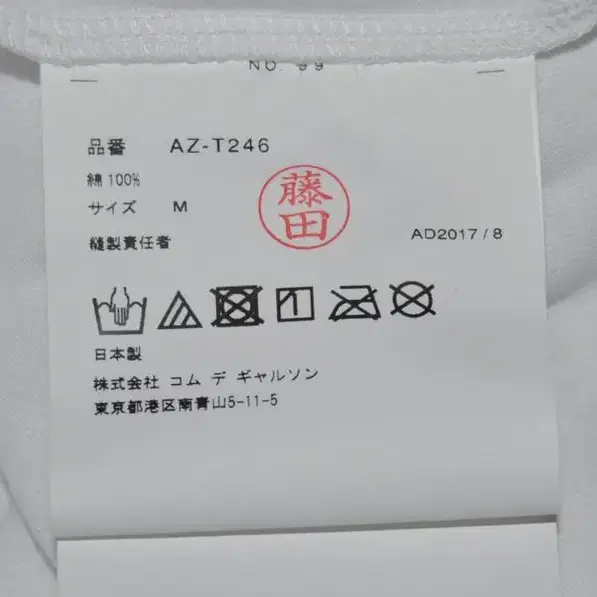 NO. 99
品番 AZ-T246
綿 100%
サイズ M
藤田
縫製責任者
AD2017/8
日本製
株式会社 コム デ ギャルソン
東京都港区南青山5-11-5